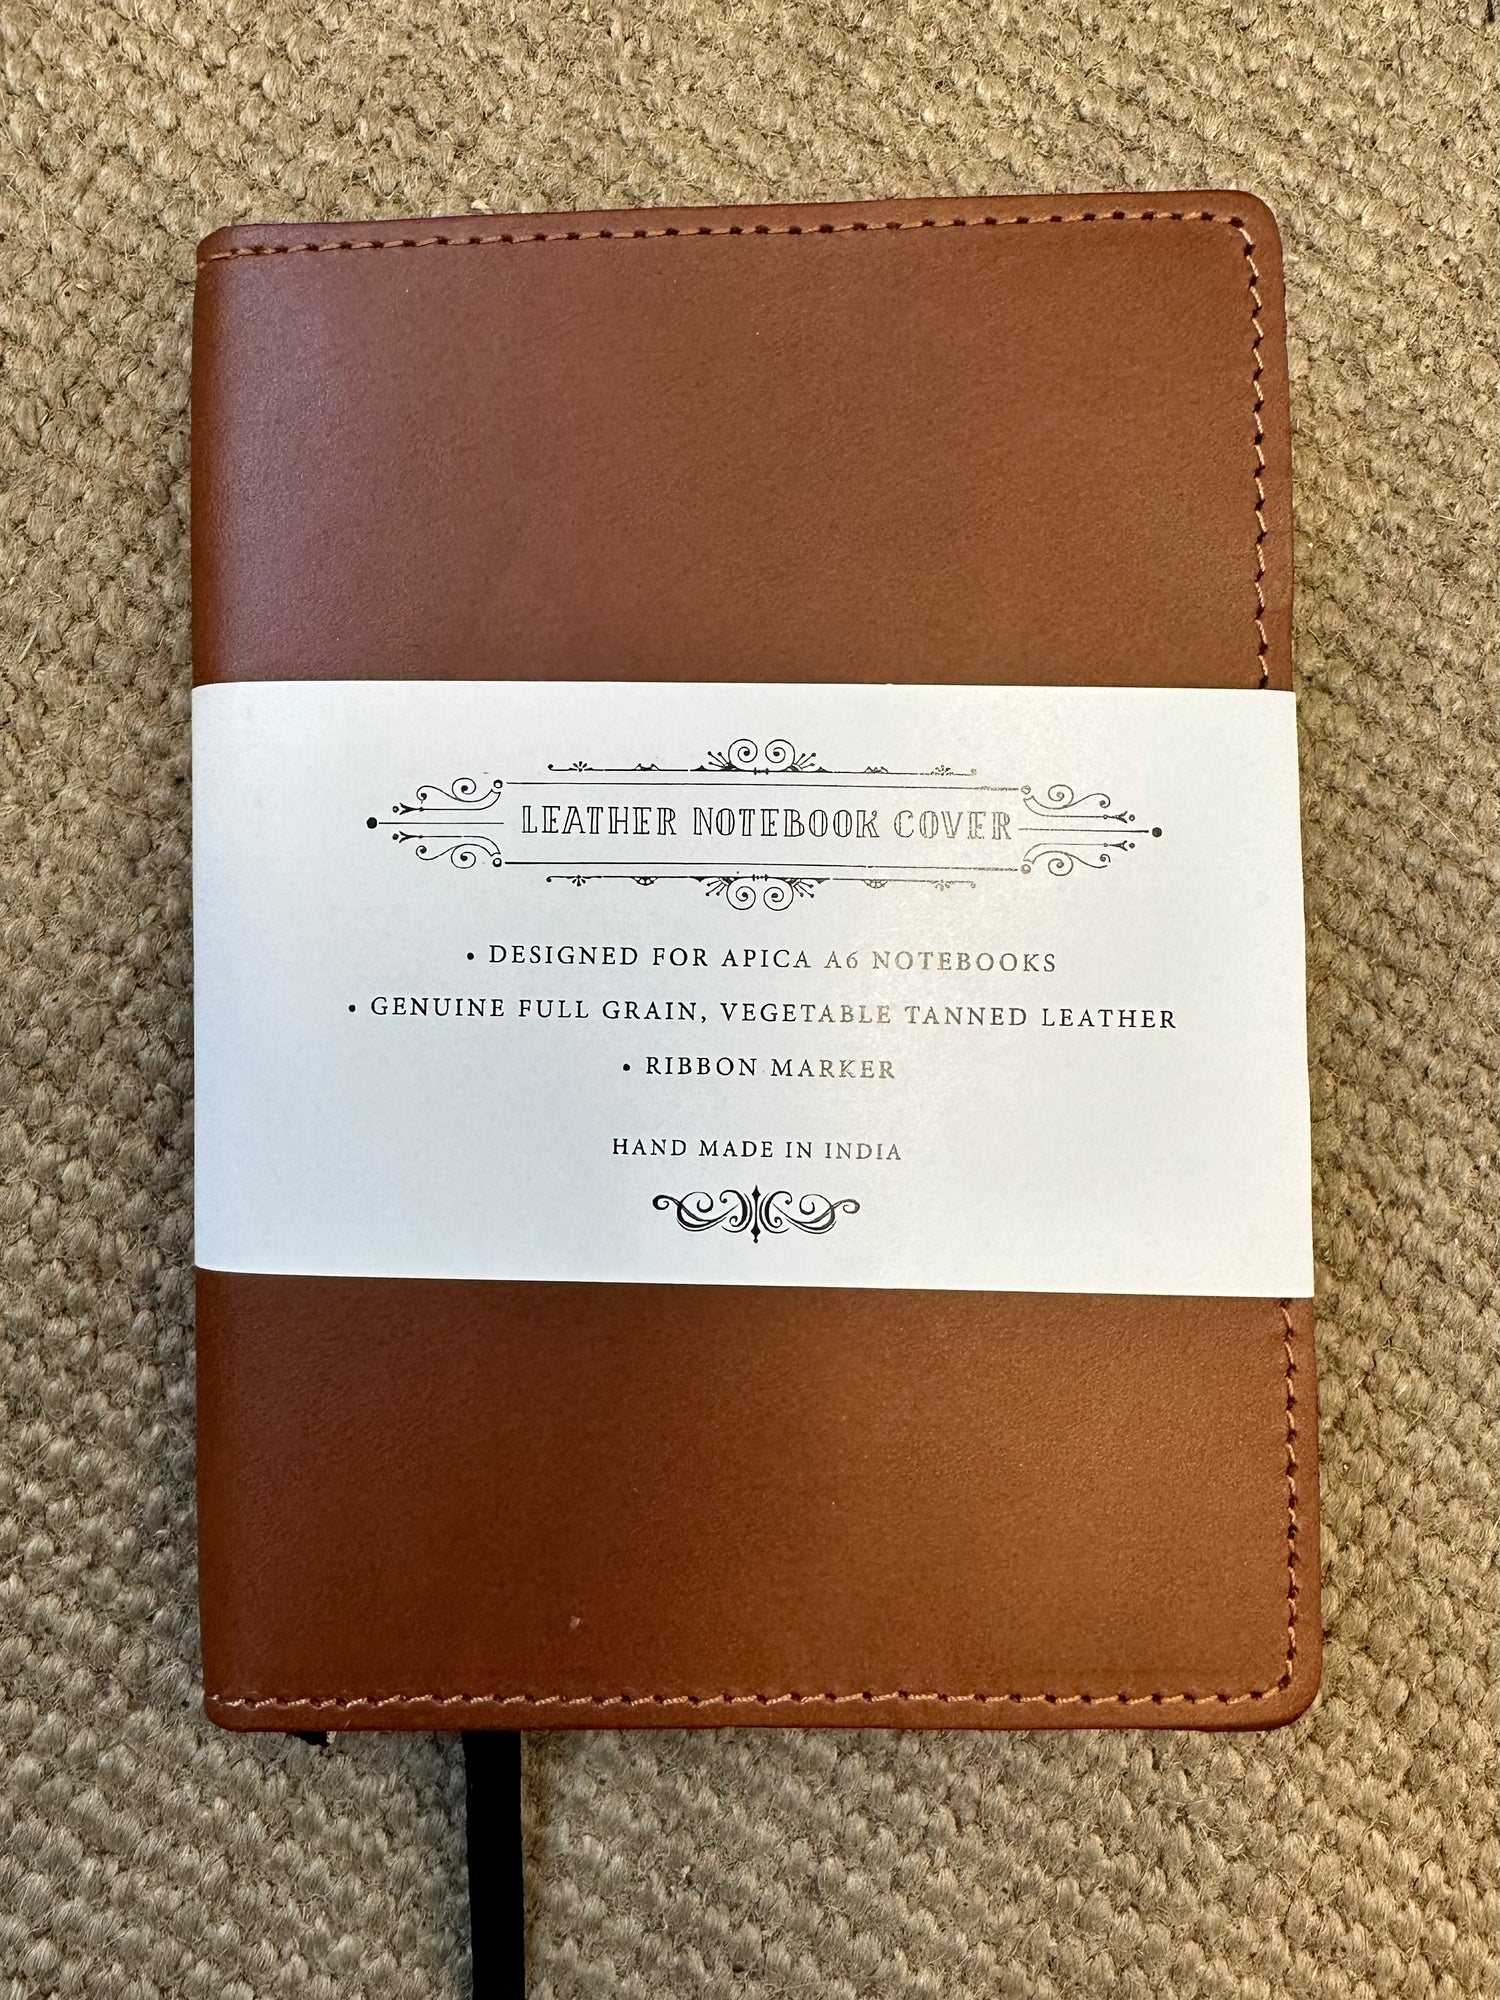 LEATHER NOTEBOOK COVER
• DESIGNED FOR APICA A6 NOTEBOOKS
• GENUINE FULL GRAIN, VEGETABLE TANNED LEATHER
• RIBBON MARKER
HAND MADE IN INDIA